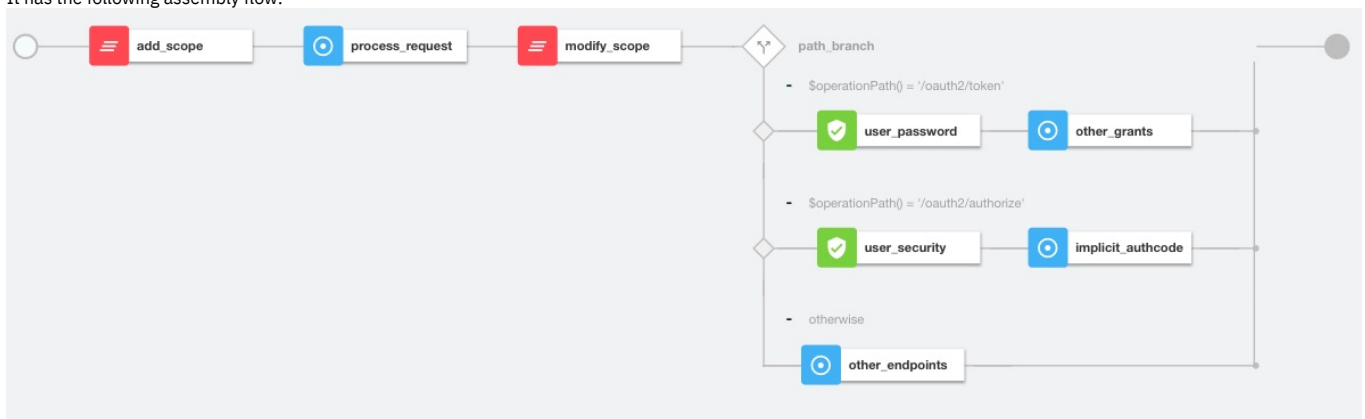 It has the following assembly flow:
add_scope process_request modify_scope path_branch
- $operationPath() = '/oauth2/token'
user_password other_grants
- $operationPath() = '/oauth2/authorize'
user_security implicit_authcode
- otherwise
other_endpoints